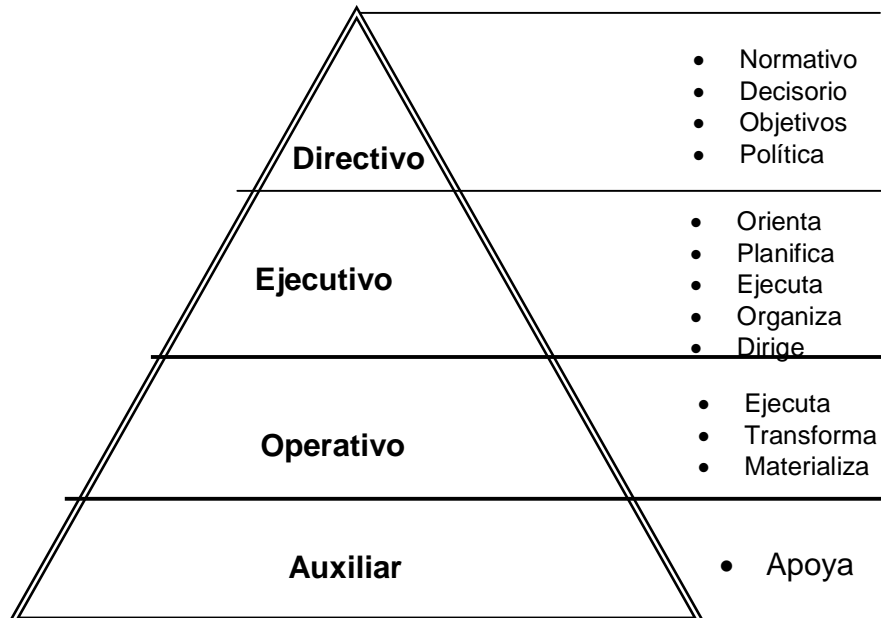 • Normativo
• Decisorio
• Objetivos
• Política
Directivo
• Orienta
• Planifica
• Ejecuta
• Organiza
• Dirige
Ejecutivo
• Ejecuta
• Transforma
• Materializa
Operativo
Auxiliar
• Apoya